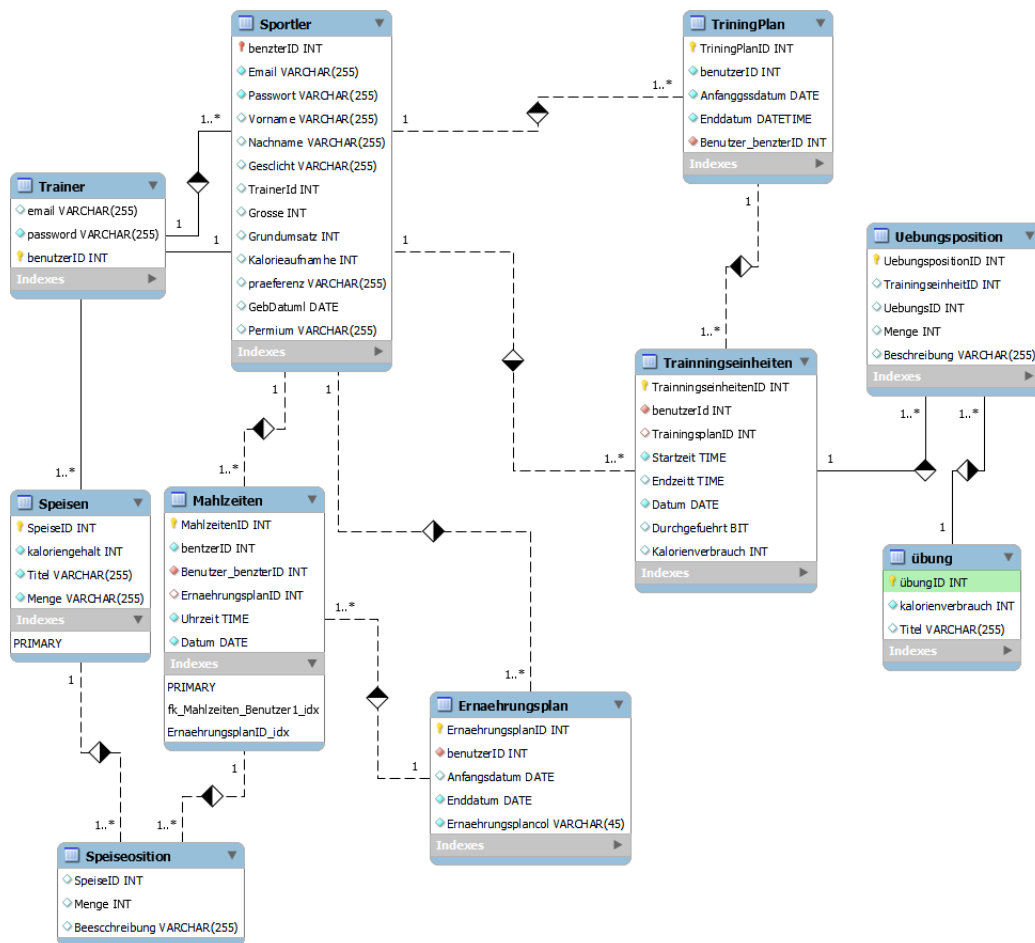 Sportler
benzterID INT
Email VARCHAR(255)
Passwort VARCHAR(255)
Vorname VARCHAR(255)
Nachname VARCHAR(255)
Gesclicht VARCHAR(255)
TrainerId INT
Grosse INT
Grundumsatz INT
Kalorieaufnamhe INT
praeferenz VARCHAR(255)
GebDatuml DATE
Permium VARCHAR(255)
Indexes
TriningPlan
TriningPlanID INT
benutzerID INT
Anfanggssdatum DATE
Enddatum DATETIME
Benutzer_benzterID INT
Indexes
Trainer
email VARCHAR(255)
password VARCHAR(255)
benutzerID INT
Indexes
Uebungsposition
UebungspositionID INT
TrainingseinheitID INT
UebungsID INT
Menge INT
Beschreibung VARCHAR(255)
Indexes
Trainningseinheiten
TrainningseinheitenID INT
benutzerId INT
TrainingsplanID INT
Startzeit TIME
Endzeitt TIME
Datum DATE
Durchgefuehrt BIT
Kalorienverbrauch INT
Indexes
Speisen
SpeiseID INT
kaloriengehalt INT
Titel VARCHAR(255)
Menge VARCHAR(255)
Indexes
PRIMARY
Mahlzeiten
MahlzeitenID INT
bentzerID INT
Benutzer_benzterID INT
ErnaehrungsplanID INT
Uhrzeit TIME
Datum DATE
Indexes
PRIMARY
fk_Mahlzeiten_Benutzer1_idx
ErnaehrungsplanID_idx
übung
übungID INT
kalorienverbrauch INT
Titel VARCHAR(255)
Indexes
Ernaehrungsplan
ErnaehrungsplanID INT
benutzerID INT
Anfangsdatum DATE
Enddatum DATE
Ernaehrungsplancol VARCHAR(45)
Indexes
Speiseosition
SpeiseID INT
Menge INT
Beescchreibung VARCHAR(255)
1
1..*
1
1..*
1
1
1..*
1
1..*
1
1..*
1
1..*
1
1..*
1..*
1
1..*
1
1..*
1
1..*
1
1..*
1
1..*